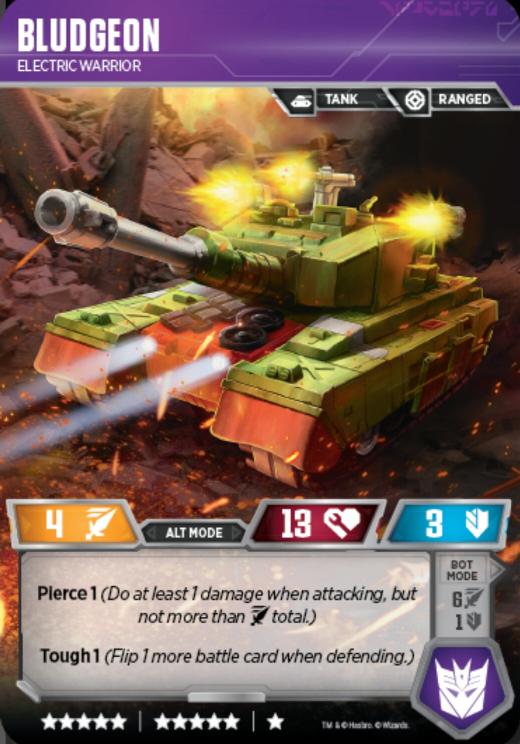 BLUDGEON
ELECTRIC WARRIOR
TANK
RANGED
4
ALT MODE
13
3
Pierce 1 (Do at least 1 damage when attacking, but
not more than total.)
Tough 1 (Flip 1 more battle card when defending.)
BOT
MODE
6
1
TM & © Hasbro. © Wizards.